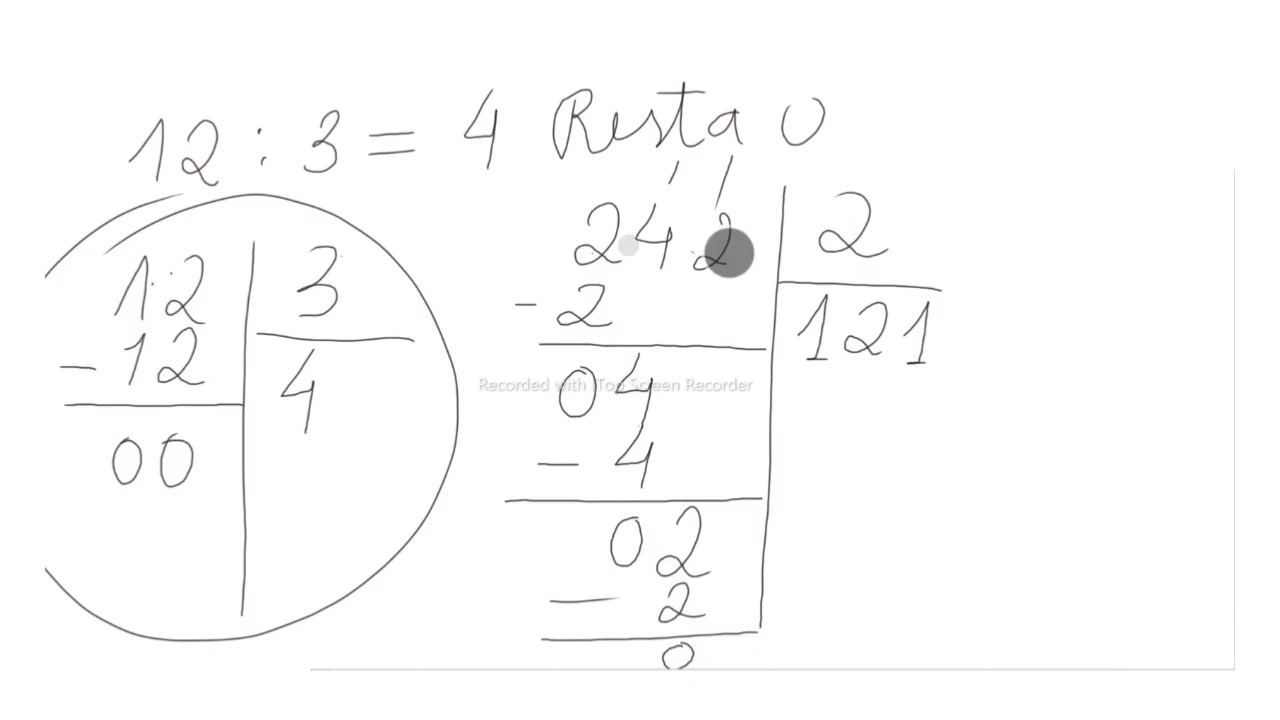 12 : 3 = 4 Resta 0
12 3
- 12 4
00
242 2
- 2 121
04
- 4
02
- 2
0
Recorded with iTop Screen Recorder